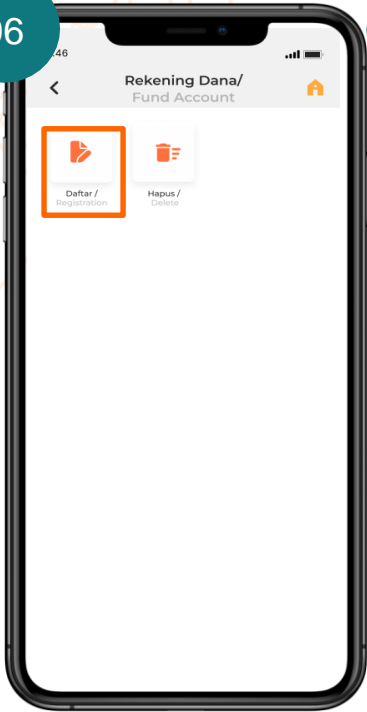 06
46
Rekening Dana/
Fund Account
Daftar /
Registration
Hapus /
Delete